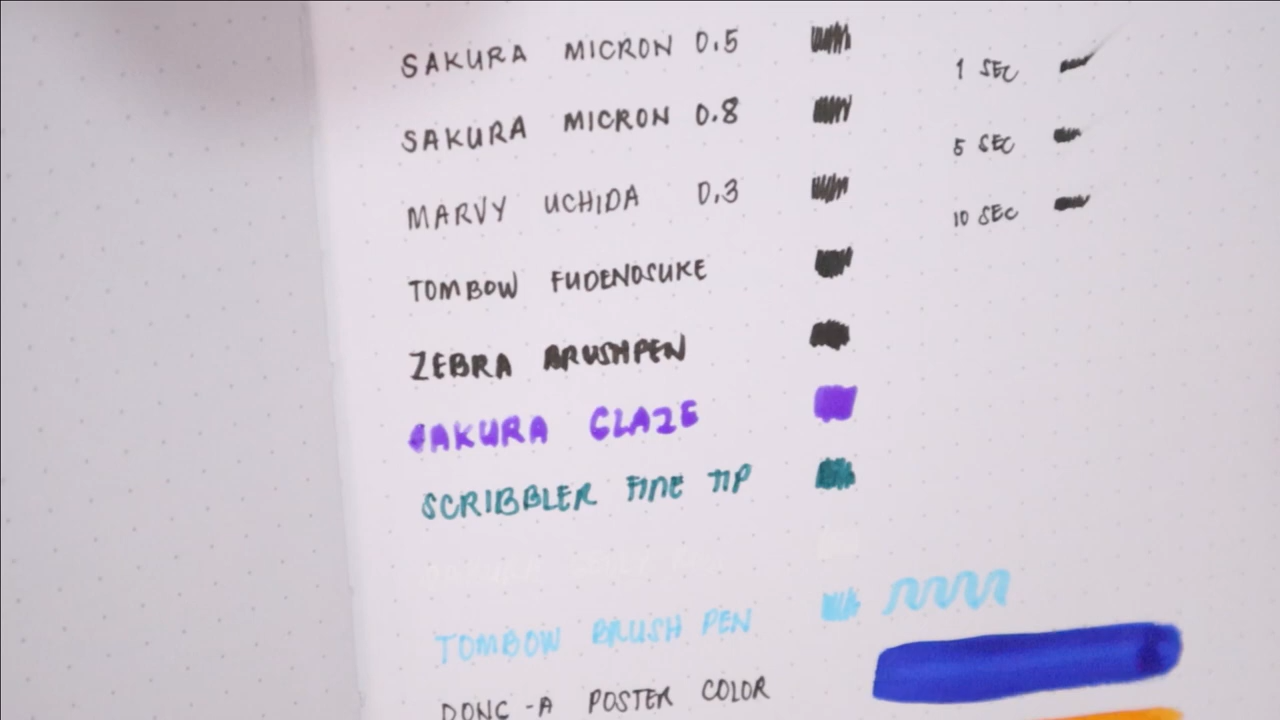 SAKURA MICRON 0.5
1 SEC
SAKURA MICRON 0.8
5 SEC
MARVY UCHIDA 0.3
10 SEC
TOMBOW FUDENOSUKE
ZEBRA BRUSHPEN
SAKURA GLAZE
SCRIBBLER FINE TIP
TOMBOW BRUSH PEN
DONG-A POSTER COLOR